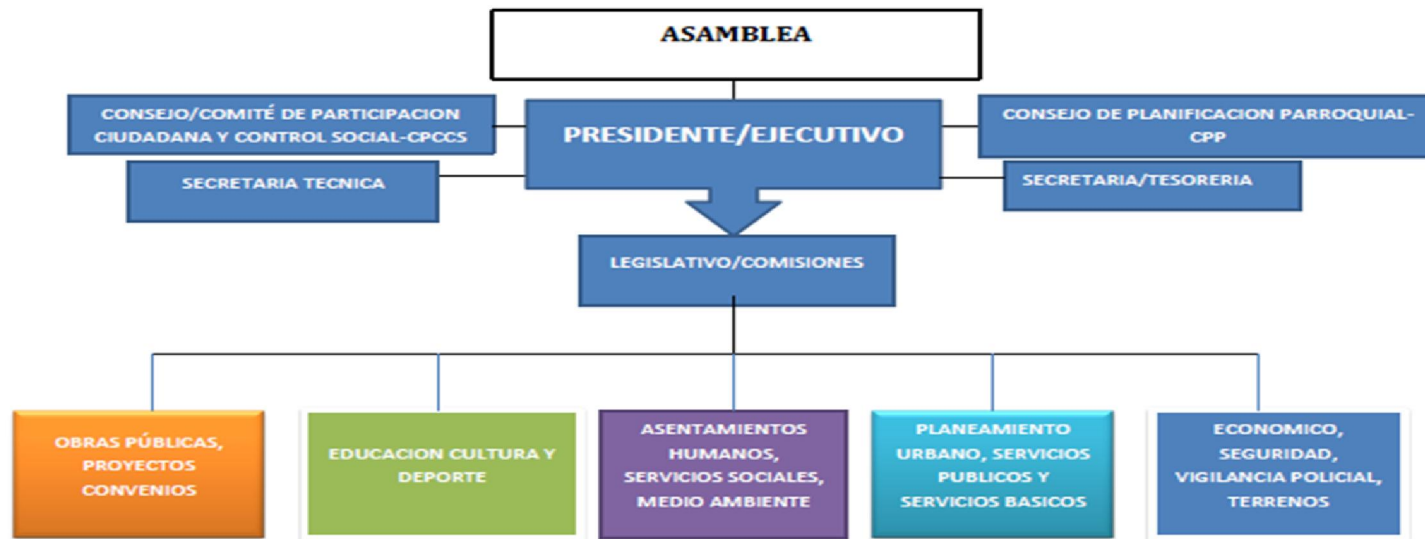 ASAMBLEA
CONSEJO/COMITÉ DE PARTICIPACION
CIUDADANA Y CONTROL SOCIAL-CPCCS
PRESIDENTE/EJECUTIVO
CONSEJO DE PLANIFICACION PARROQUIAL-
CPP
SECRETARIA TECNICA
SECRETARIA/TESORERIA
LEGISLATIVO/COMISIONES
OBRAS PÚBLICAS,
PROYECTOS
CONVENIOS
EDUCACION CULTURA Y
DEPORTE
ASENTAMIENTOS
HUMANOS,
SERVICIOS SOCIALES,
MEDIO AMBIENTE
PLANEAMIENTO
URBANO, SERVICIOS
PUBLICOS Y
SERVICIOS BASICOS
ECONOMICO,
SEGURIDAD,
VIGILANCIA POLICIAL,
TERRENOS